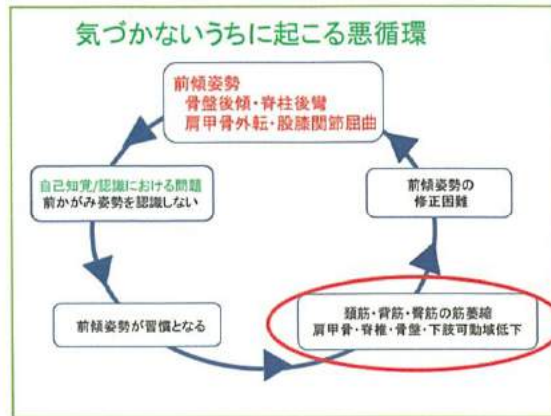 気づかないうちに起こる悪循環
前傾姿勢
骨盤後傾・脊柱後彎
肩甲骨外転・股膝関節屈曲
自己知覚/認識における問題
前かがみ姿勢を認識しない
前傾姿勢が習慣となる
頚筋・背筋・臀筋の筋萎縮
肩甲骨・脊椎・骨盤・下肢可動域低下
前傾姿勢の
修正困難